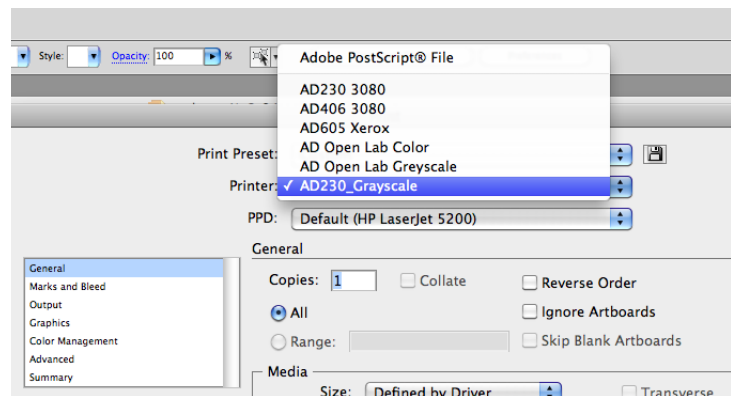 Style: Opacity: 100 %
Adobe PostScript® File
AD230 3080
AD406 3080
AD605 Xerox
AD Open Lab Color
AD Open Lab Greyscale
Print Preset:
Printer: ✓ AD230_Grayscale
PPD: Default (HP LaserJet 5200)
General
General
Marks and Bleed
Output
Graphics
Color Management
Advanced
Summary
Copies: 1 Collate Reverse Order
All Ignore Artboards
Range: Skip Blank Artboards
Media
Size: Defined by Driver Transverse